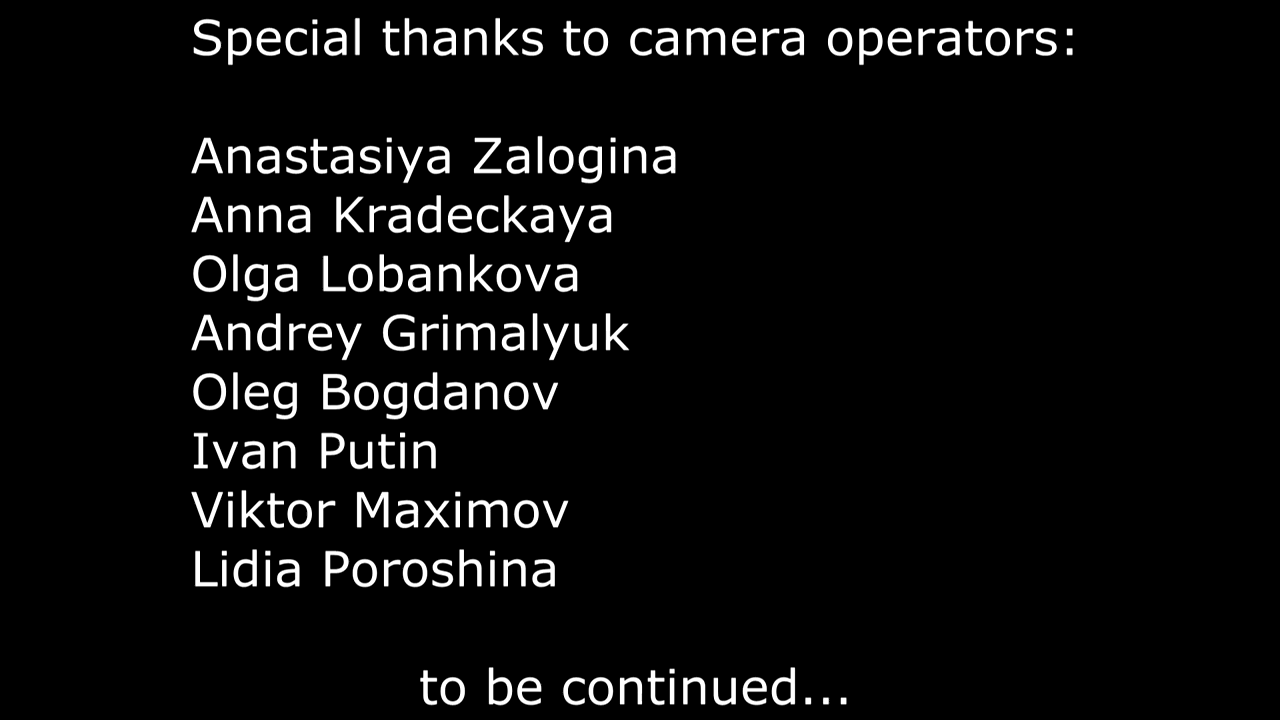 Special thanks to camera operators:
Anastasiya Zalogina
Anna Kradeckaya
Olga Lobankova
Andrey Grimalyuk
Oleg Bogdanov
Ivan Putin
Viktor Maximov
Lidia Poroshina
to be continued...